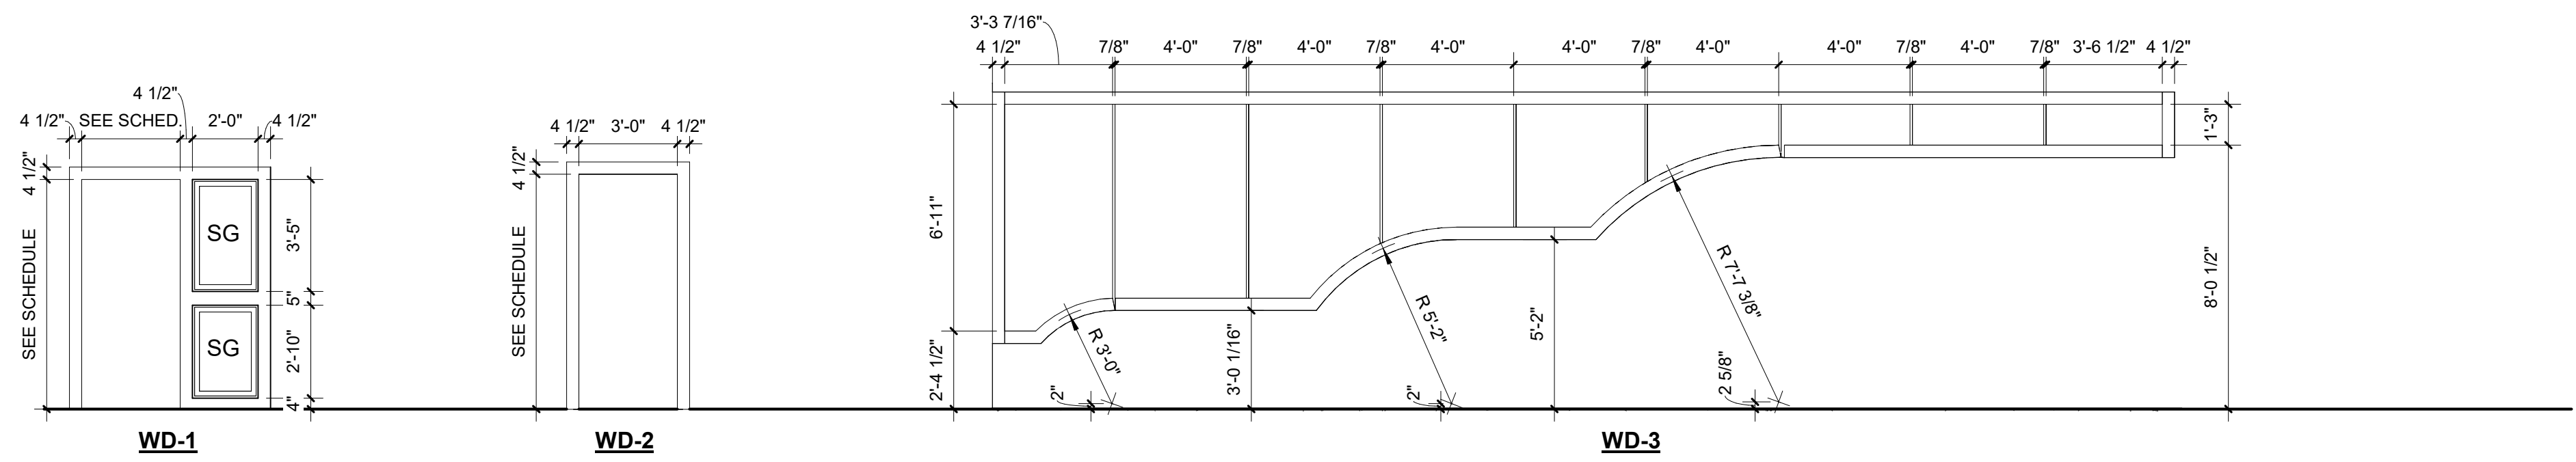 4 1/2"
4 1/2" SEE SCHED. 2'-0" 4 1/2"
4 1/2"
SEE SCHEDULE
SG
SG
3'-5"
5"
2'-10"
4"
WD-1
4 1/2" 3'-0" 4 1/2"
4 1/2"
SEE SCHEDULE
WD-2
3'-3 7/16"
4 1/2" 7/8" 4'-0" 7/8" 4'-0" 7/8" 4'-0" 4'-0" 7/8" 4'-0" 4'-0" 7/8" 4'-0" 7/8" 3'-6 1/2" 4 1/2"
6'-11"
2'-4 1/2"
2"
R 3'-0"
3'-0 1/16"
2"
R 5'-2"
5'-2"
2 5/8"
R 7'-7 3/8"
1'-3"
8'-0 1/2"
WD-3